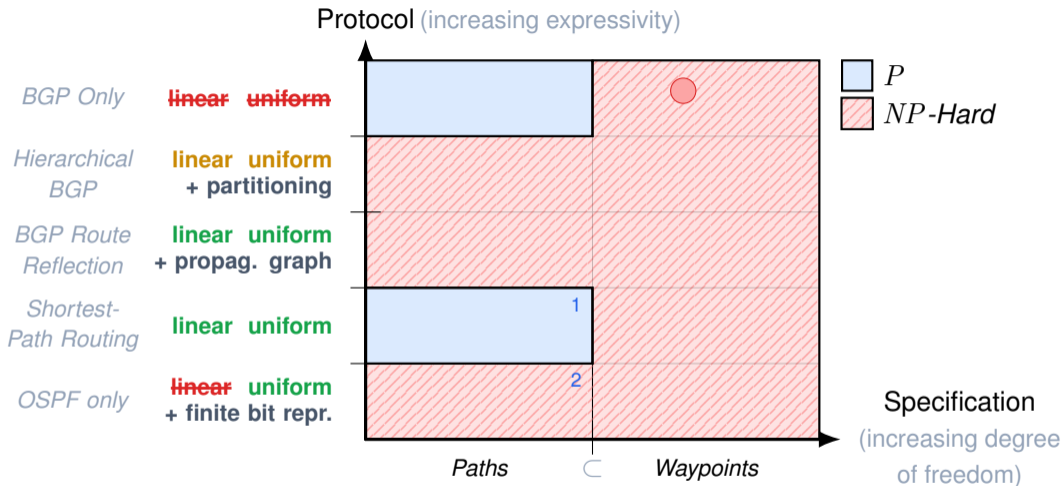 Protocol (increasing expressivity)
BGP Only
linear uniform
P
NP-Hard
Hierarchical
BGP
linear uniform
+ partitioning
BGP Route
Reflection
linear uniform
+ propag. graph
Shortest-
Path Routing
linear uniform
1
OSPF only
linear uniform
+ finite bit repr.
2
Specification
(increasing degree
of freedom)
Paths ⊂ Waypoints